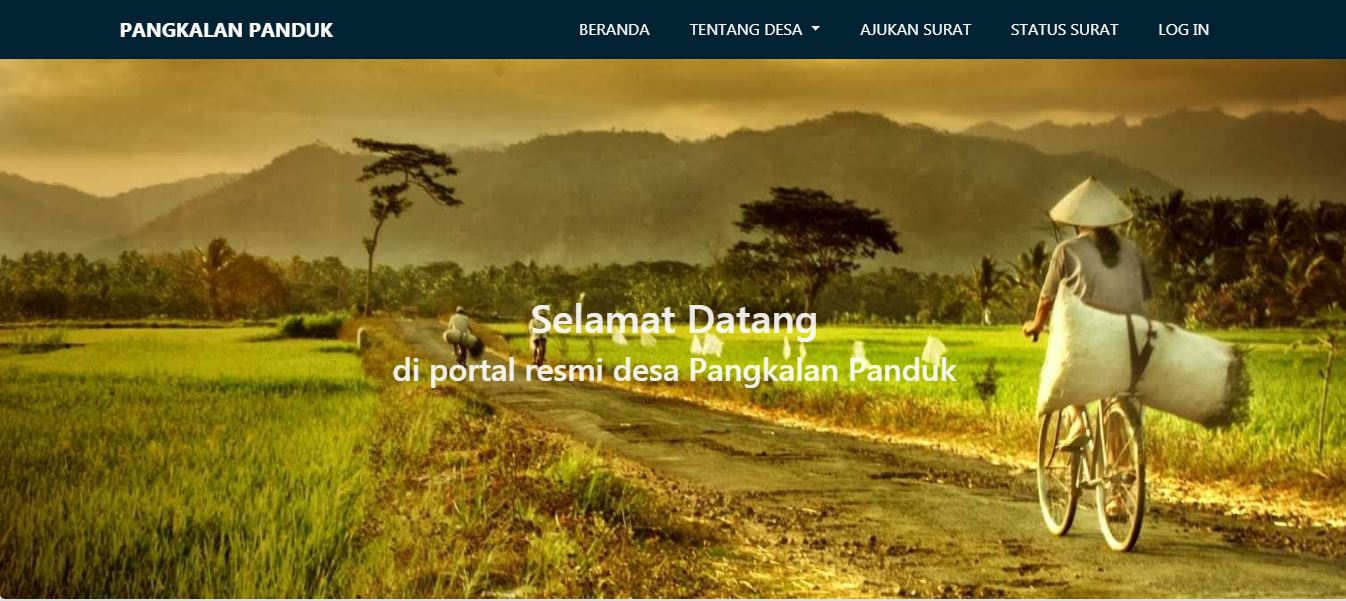 PANGKALAN PANDUK
BERANDA TENTANG DESA AJUKAN SURAT STATUS SURAT LOG IN
Selamat Datang
di portal resmi desa Pangkalan Panduk